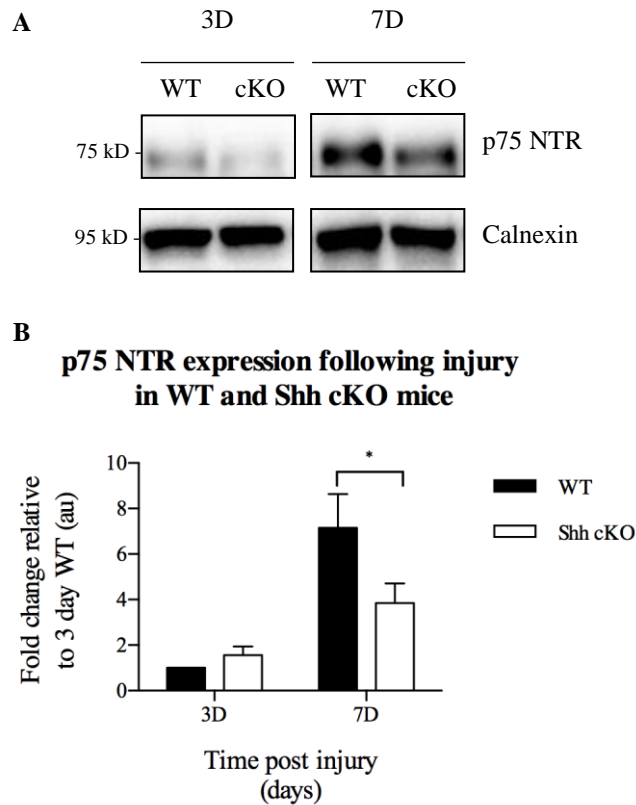 A
3D 7D
WT cKO WT cKO
75 kD p75 NTR
95 kD Calnexin
B
p75 NTR expression following injury
in WT and Shh cKO mice
Fold change relative
to 3 day WT (au)
10
8
6
4
2
0
*
WT
Shh cKO
3D 7D
Time post injury
(days)